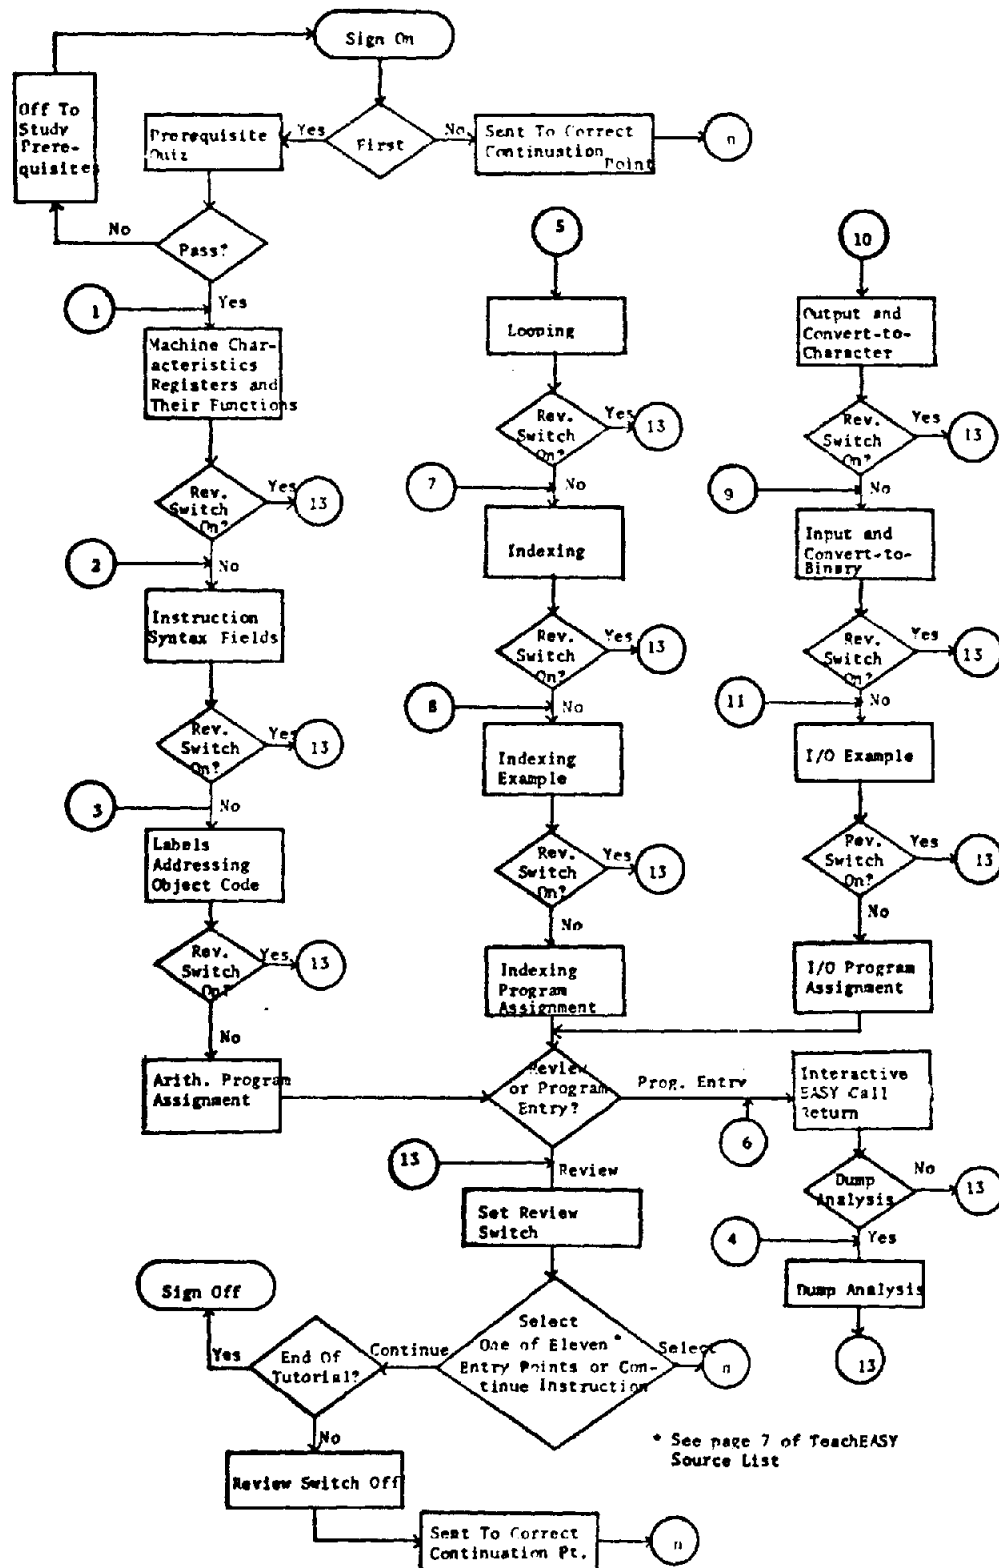 Sign On
Off To
Study
Prere-
quisites
Yes
First
No
Prerequisite
Quiz
Sent To Correct
Continuation
Point
n
No
Pass?
Yes
1
Machine Char-
acteristics
Registers and
Their Functions
Rev.
Switch
On?
Yes
13
2
No
Instruction
Syntax Fields
Rev.
Switch
On?
Yes
13
3
No
Labels
Addressing
Object Code
Rev.
Switch
On?
Yes
13
No
Arith. Program
Assignment
5
Looping
Rev.
Switch
On?
Yes
13
7
No
Indexing
Rev.
Switch
On?
Yes
13
8
No
Indexing
Example
Rev.
Switch
On?
Yes
13
No
Indexing
Program
Assignment
10
Output and
Convert-to-
Character
Rev.
Switch
On?
Yes
13
9
No
Input and
Convert-to-
Binary
Rev.
Switch
On?
Yes
13
11
No
I/O Example
Rev.
Switch
On?
Yes
13
No
I/O Program
Assignment
Review
or Program
Entry?
Prog. Entry
6
Interactive
EASY Call
Return
Dump
Analysis
No
13
4
Yes
Dump Analysis
13
13
Review
Set Review
Switch
Select
One of Eleven *
Entry Points or Con-
tinue Instruction
Select
n
Continue
End Of
Tutorial?
Yes
Sign Off
No
Review Switch Off
Sent To Correct
Continuation Pt.
n
* See page 7 of TeachEASY
Source List